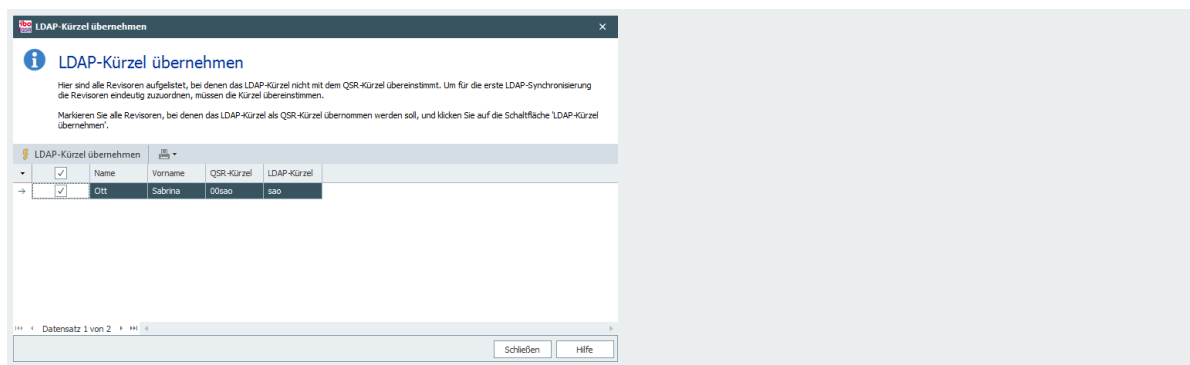 ibo QSR LDAP-Kürzel übernehmen
LDAP-Kürzel übernehmen
Hier sind alle Revisoren aufgelistet, bei denen das LDAP-Kürzel nicht mit dem QSR-Kürzel übereinstimmt. Um für die erste LDAP-Synchronisierung
die Revisoren eindeutig zuzuordnen, müssen die Kürzel übereinstimmen.
Markieren Sie alle Revisoren, bei denen das LDAP-Kürzel als QSR-Kürzel übernommen werden soll, und klicken Sie auf die Schaltfläche 'LDAP-Kürzel
übernehmen'.
LDAP-Kürzel übernehmen
Name Vorname QSR-Kürzel LDAP-Kürzel
Ott Sabrina 00sao sao
Datensatz 1 von 2
Schließen Hilfe